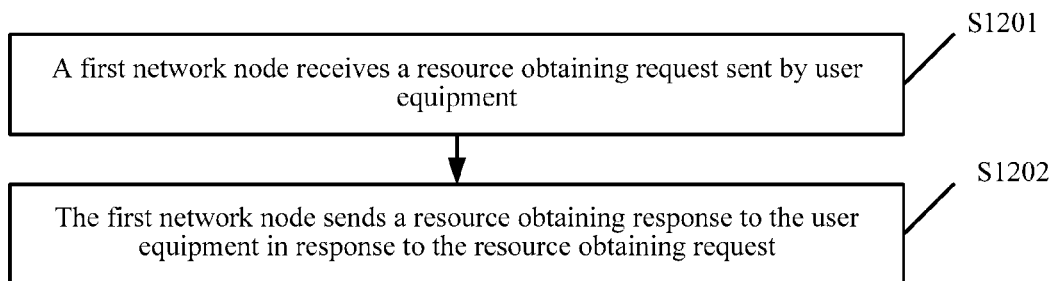 S1201
A first network node receives a resource obtaining request sent by user
equipment
S1202
The first network node sends a resource obtaining response to the user
equipment in response to the resource obtaining request